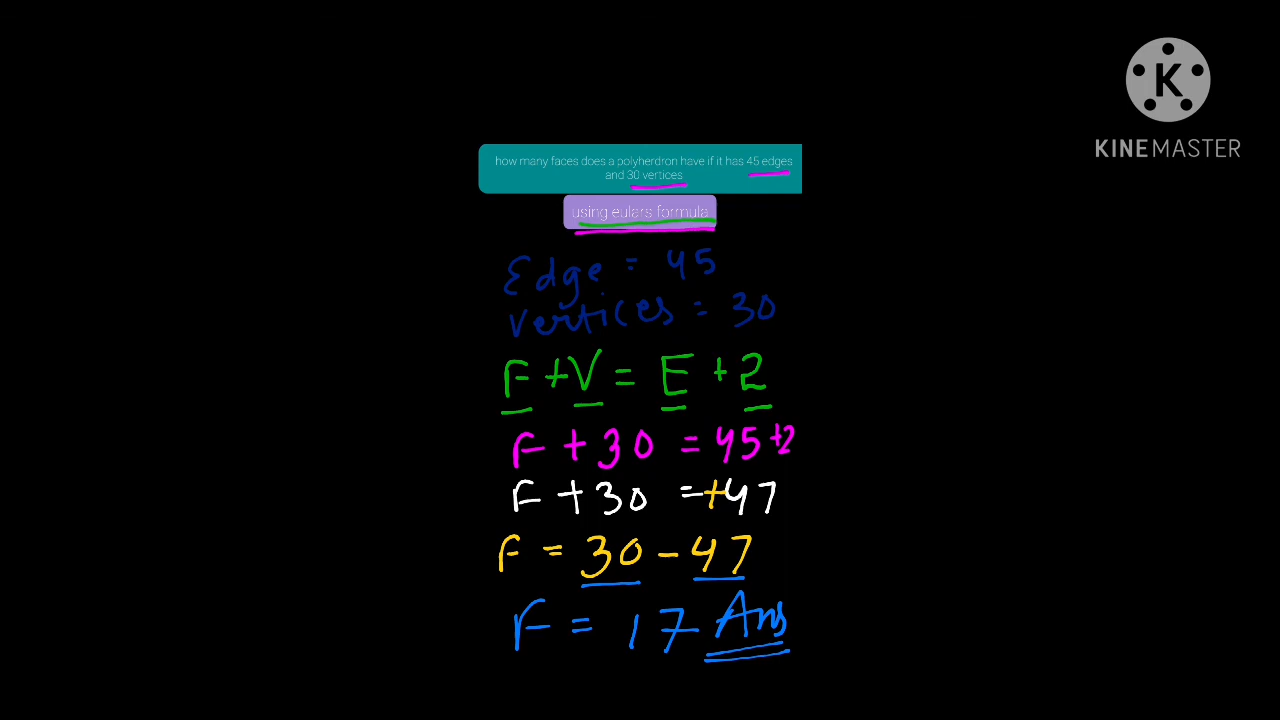 K
KINEMASTER
how many faces does a polyherdron have if it has 45 edges
and 30 vertices
using eulars formula
Edge = 45
Vertices = 30
F + V = E + 2
F + 30 = 45+2
F + 30 = +47
F = 30 - 47
F = 17 Ans